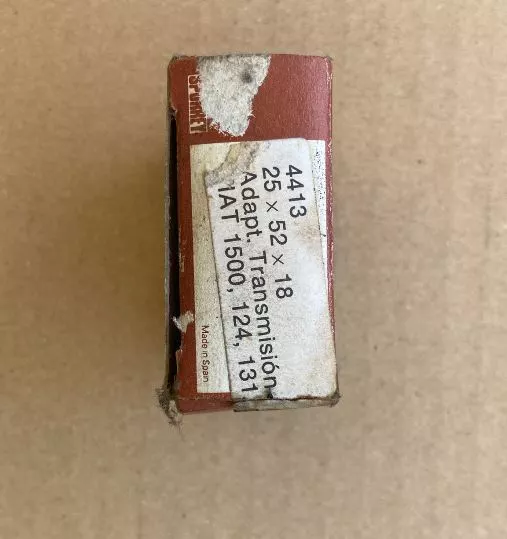 4413
25 x 52 x 18
Adapt. Transmisión
IAT 1500, 124, 131
Made in Spain